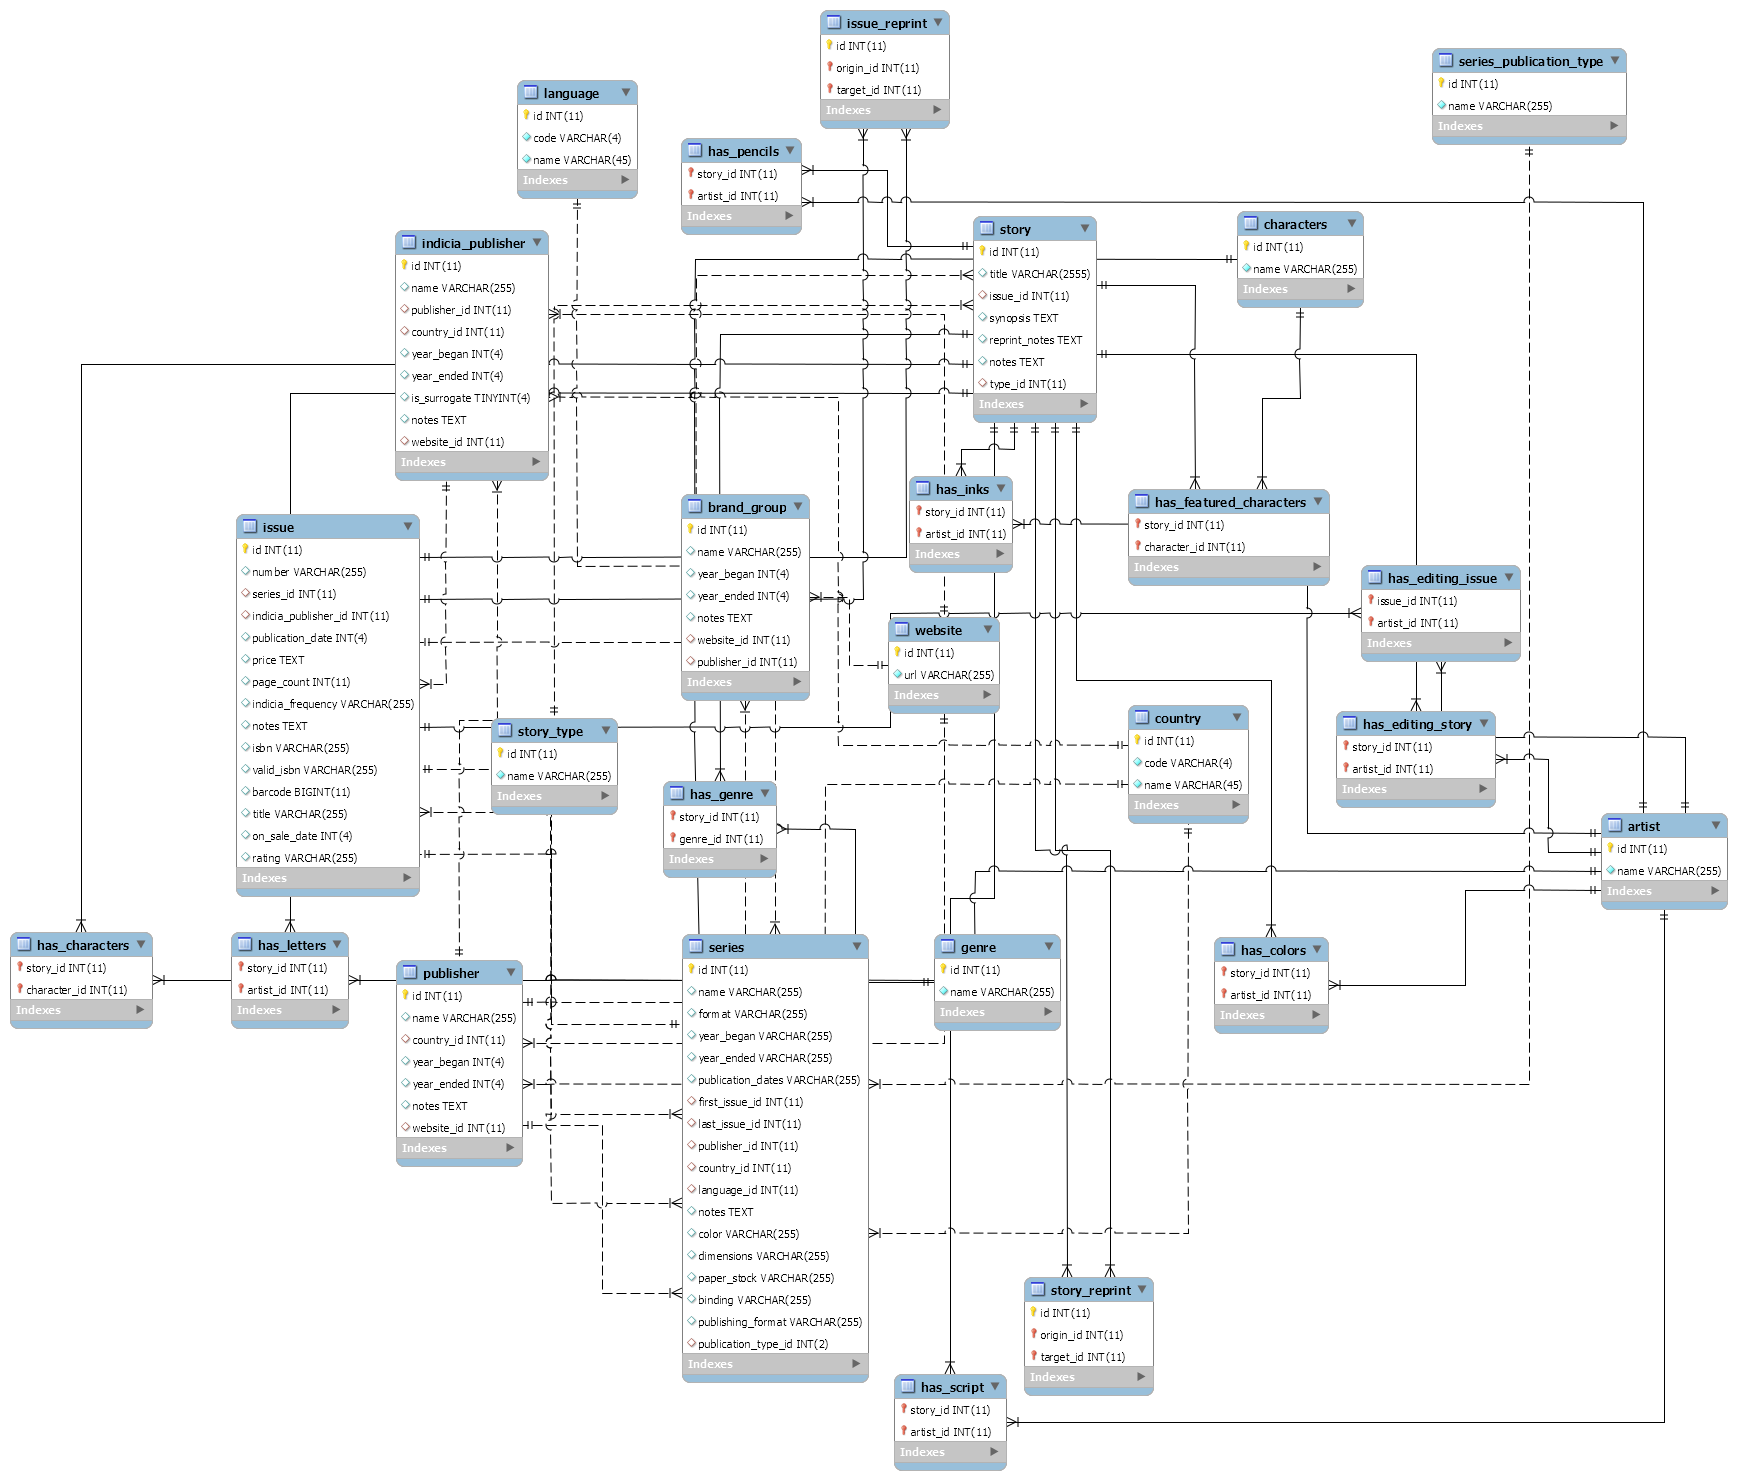 issue_reprint
id INT(11)
origin_id INT(11)
target_id INT(11)
Indexes
series_publication_type
id INT(11)
name VARCHAR(255)
Indexes
language
id INT(11)
code VARCHAR(4)
name VARCHAR(45)
Indexes
has_pencils
story_id INT(11)
artist_id INT(11)
Indexes
story
id INT(11)
title VARCHAR(2555)
issue_id INT(11)
synopsis TEXT
reprint_notes TEXT
notes TEXT
type_id INT(11)
Indexes
characters
id INT(11)
name VARCHAR(255)
Indexes
indicia_publisher
id INT(11)
name VARCHAR(255)
publisher_id INT(11)
country_id INT(11)
year_began INT(4)
year_ended INT(4)
is_surrogate TINYINT(4)
notes TEXT
website_id INT(11)
Indexes
has_inks
story_id INT(11)
artist_id INT(11)
Indexes
has_featured_characters
story_id INT(11)
character_id INT(11)
Indexes
brand_group
id INT(11)
name VARCHAR(255)
year_began INT(4)
year_ended INT(4)
notes TEXT
website_id INT(11)
publisher_id INT(11)
Indexes
issue
id INT(11)
number VARCHAR(255)
series_id INT(11)
indicia_publisher_id INT(11)
publication_date INT(4)
price TEXT
page_count INT(11)
indicia_frequency VARCHAR(255)
notes TEXT
isbn VARCHAR(255)
valid_isbn VARCHAR(255)
barcode BIGINT(11)
title VARCHAR(255)
on_sale_date INT(4)
rating VARCHAR(255)
Indexes
has_editing_issue
issue_id INT(11)
artist_id INT(11)
Indexes
website
id INT(11)
url VARCHAR(255)
Indexes
country
id INT(11)
code VARCHAR(4)
name VARCHAR(45)
Indexes
has_editing_story
story_id INT(11)
artist_id INT(11)
Indexes
story_type
id INT(11)
name VARCHAR(255)
Indexes
has_genre
story_id INT(11)
genre_id INT(11)
Indexes
artist
id INT(11)
name VARCHAR(255)
Indexes
has_characters
story_id INT(11)
character_id INT(11)
Indexes
has_letters
story_id INT(11)
artist_id INT(11)
Indexes
publisher
id INT(11)
name VARCHAR(255)
country_id INT(11)
year_began INT(4)
year_ended INT(4)
notes TEXT
website_id INT(11)
Indexes
series
id INT(11)
name VARCHAR(255)
format VARCHAR(255)
year_began VARCHAR(255)
year_ended VARCHAR(255)
publication_dates VARCHAR(255)
first_issue_id INT(11)
last_issue_id INT(11)
publisher_id INT(11)
country_id INT(11)
language_id INT(11)
notes TEXT
color VARCHAR(255)
dimensions VARCHAR(255)
paper_stock VARCHAR(255)
binding VARCHAR(255)
publishing_format VARCHAR(255)
publication_type_id INT(2)
Indexes
genre
id INT(11)
name VARCHAR(255)
Indexes
has_colors
story_id INT(11)
artist_id INT(11)
Indexes
story_reprint
id INT(11)
origin_id INT(11)
target_id INT(11)
Indexes
has_script
story_id INT(11)
artist_id INT(11)
Indexes